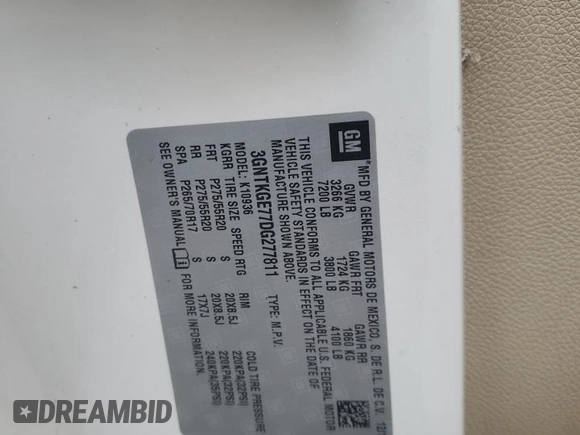 GM
*MFD BY GENERAL MOTORS DE MEXICO, S. DE R.L. DE C.V. 12/
GVWR GAWR FRT GAWR RR
3266 KG 1724 KG 1860 KG
7200 LB 3800 LB 4100 LB
THIS VEHICLE CONFORMS TO ALL APPLICABLE U.S. FEDERAL MOTOR
VEHICLE SAFETY STANDARDS IN EFFECT ON THE DATE OF
MANUFACTURE SHOWN ABOVE.
3GNTKGE77DG277811 TYPE: M.P.V.
MODEL: K10936
KGRR TIRE SIZE SPEED RTG RIM COLD TIRE PRESSURE
FRT P275/55R20 S 20X8.5J 220KPA(32PSI)
RR P275/55R20 S 20X8.5J 220KPA(32PSI)
SPA P265/70R17 S 17X7J 240KPA(35PSI)
SEE OWNER'S MANUAL FOR MORE INFORMATION.
DREAMBID